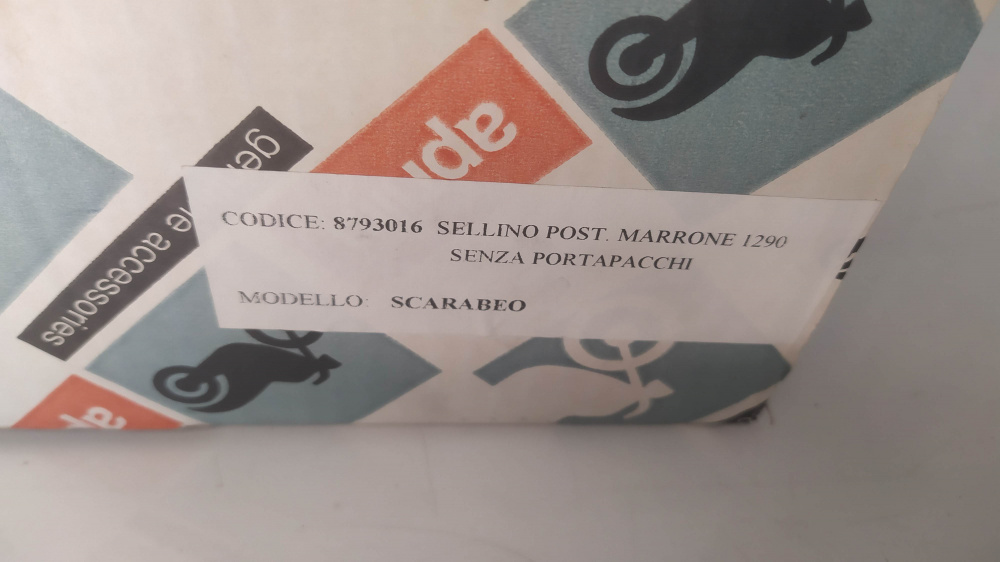 CODICE: 8793016 SELLINO POST. MARRONE 1290
SENZA PORTAPACCHI
MODELLO: SCARABEO
accessories